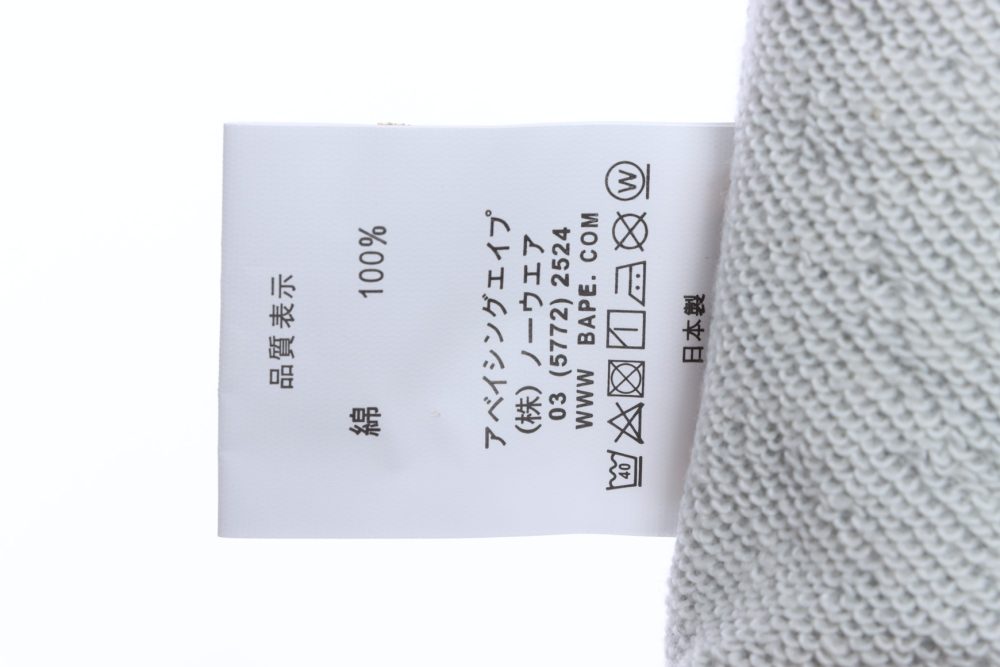 品質表示
綿 100%
アベイシングエイプ
(株) ノーウエア
03 (5772) 2524
WWW BAPE. COM
40 W
日本製